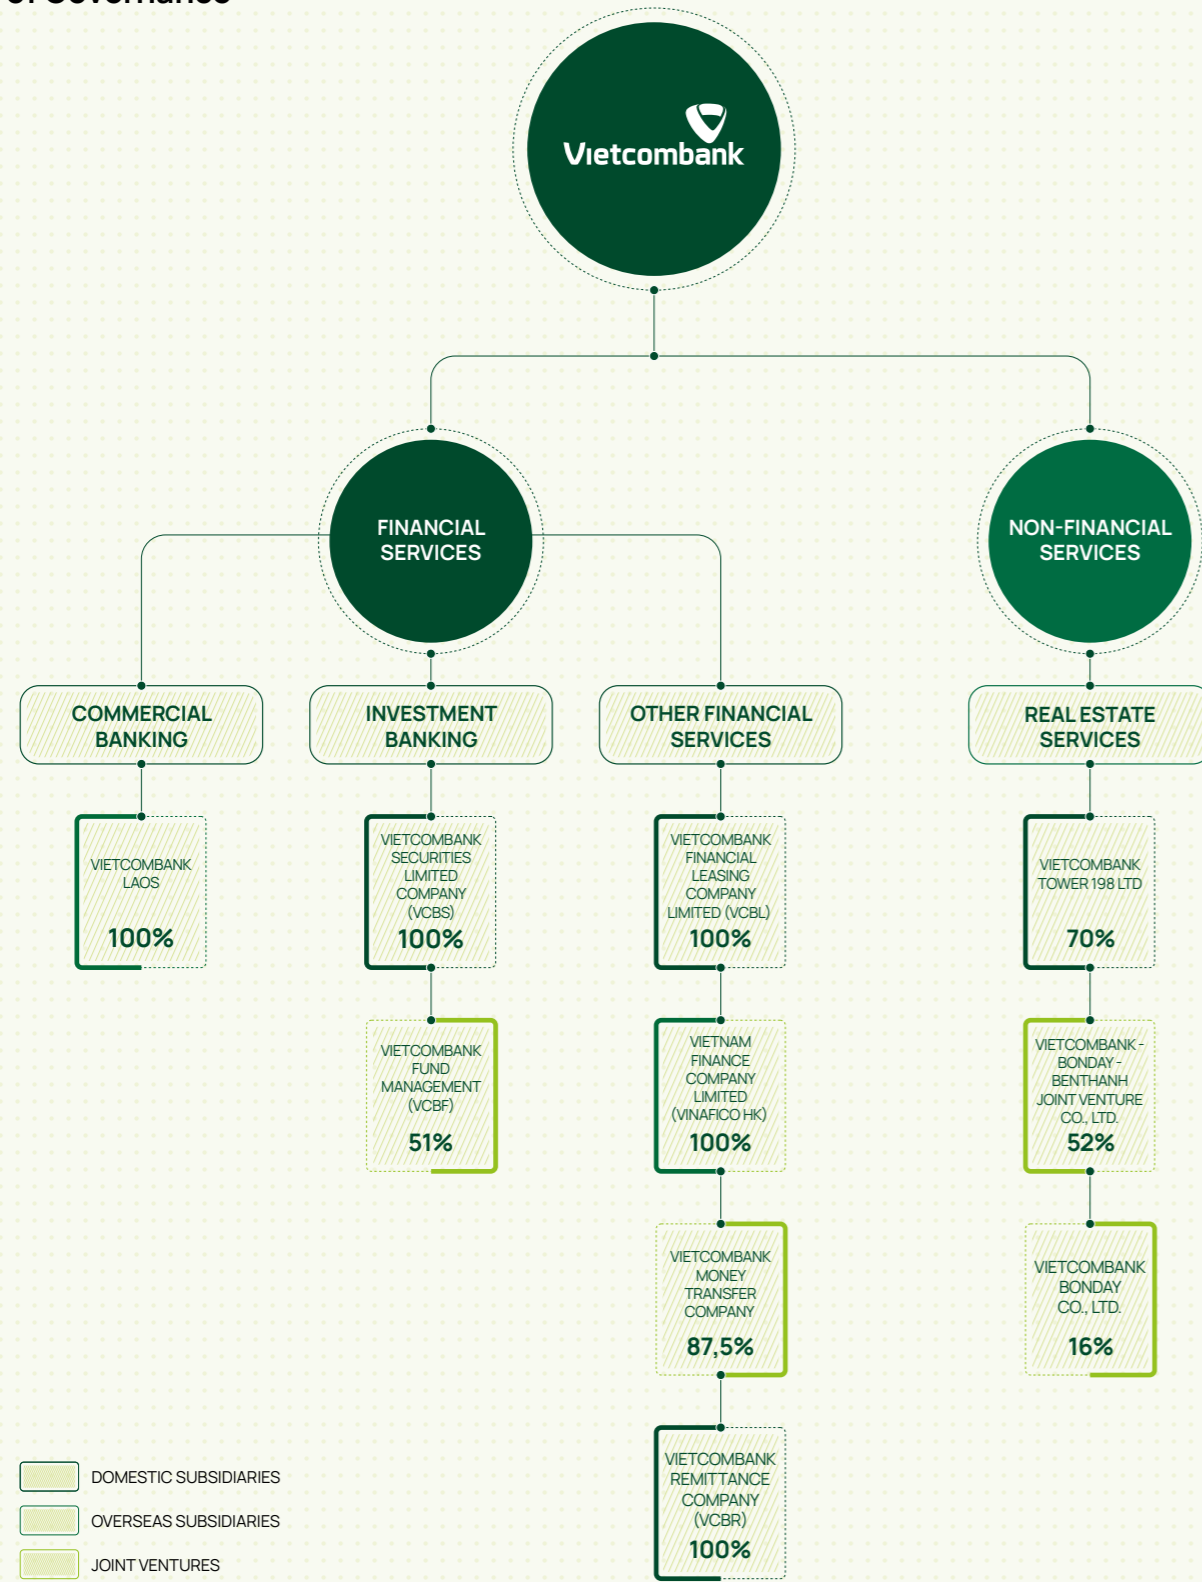 of Governance
Vietcombank
FINANCIAL
SERVICES
NON-FINANCIAL
SERVICES
COMMERCIAL
BANKING
INVESTMENT
BANKING
OTHER FINANCIAL
SERVICES
REAL ESTATE
SERVICES
VIETCOMBANK
LAOS
100%
VIETCOMBANK
SECURITIES
LIMITED
COMPANY
(VCBS)
100%
VIETCOMBANK
FINANCIAL
LEASING
COMPANY
LIMITED (VCBL)
100%
VIETCOMBANK
TOWER 198 LTD
70%
VIETCOMBANK
FUND
MANAGEMENT
(VCBF)
51%
VIETNAM
FINANCE
COMPANY
LIMITED
(VINAFICO HK)
100%
VIETCOMBANK -
BONDAY -
BENTHANH
JOINT VENTURE
CO., LTD.
52%
VIETCOMBANK
MONEY
TRANSFER
COMPANY
87,5%
VIETCOMBANK
BONDAY
CO., LTD.
16%
VIETCOMBANK
REMITTANCE
COMPANY
(VCBR)
100%
DOMESTIC SUBSIDIARIES
OVERSEAS SUBSIDIARIES
JOINT VENTURES